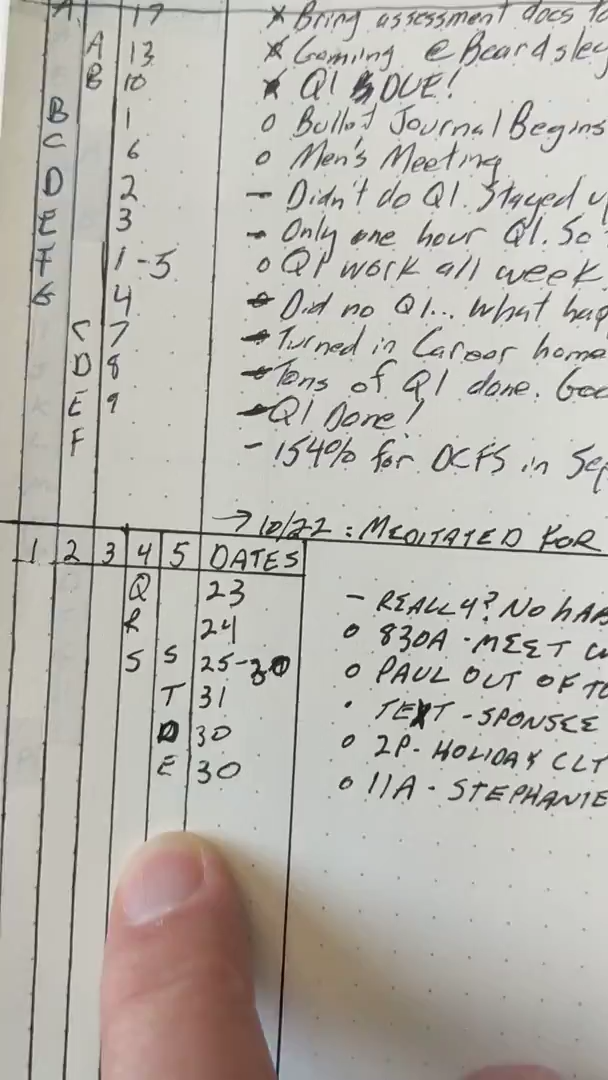 A 17 x Bring assessment docs to
A 13 x Gaming @ Beardsley
B 10 x Q1 DUE!
B 1 o Bullet Journal Begins
C 6 o Men's Meeting
D 2 - Didn't do Q1. Stayed u
E 3 - Only one hour Q1. So
F 1-5 o Q1 work all week
G 4 - Did no Q1... What hap
C 7 - Turned in Career home
D 8 - Tons of Q1 done. Goo
E 9 - Q1 Done!
F - 154% for DCFS in Sep
→ 10/22: MEDITATED FOR
1 2 3 4 5 DATES
Q 23 - REALLY? NO HAB
R 24 o 830A - MEET W
S S 25-30 o PAUL OUT OF TO
T 31 • TEXT - SPONSEE
D 30 o 2P - HOLIDAY CLT
E 30 o 11A - STEPHANIE